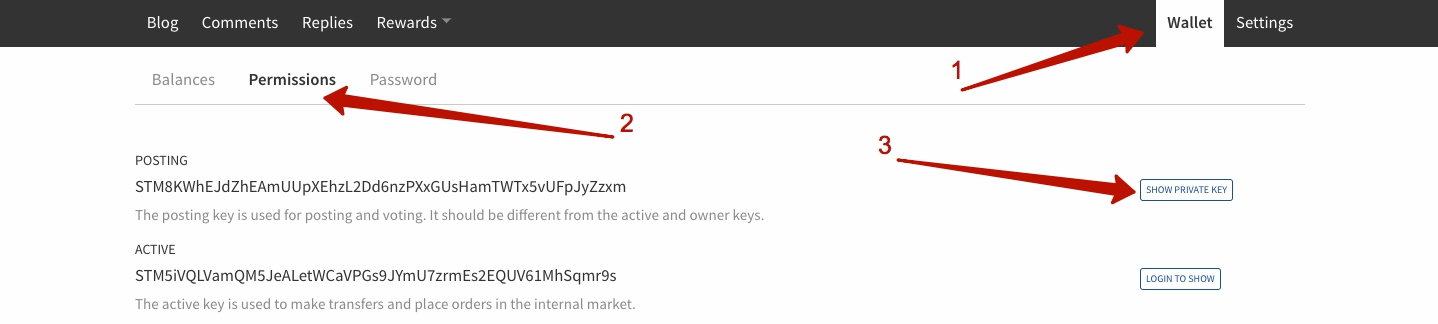 Blog Comments Replies Rewards Wallet Settings
1
Balances Permissions Password
2
3
POSTING
STM8KWhEJdZhEAmUUpXEhzL2Dd6nzPXxGUsHamTWTx5vUFpJyZzxm SHOW PRIVATE KEY
The posting key is used for posting and voting. It should be different from the active and owner keys.
ACTIVE
STM5iVQLVamQM5JeALetWCaVPGs9JYmU7zrmEs2EQUV61MhSqmr9s LOGIN TO SHOW
The active key is used to make transfers and place orders in the internal market.